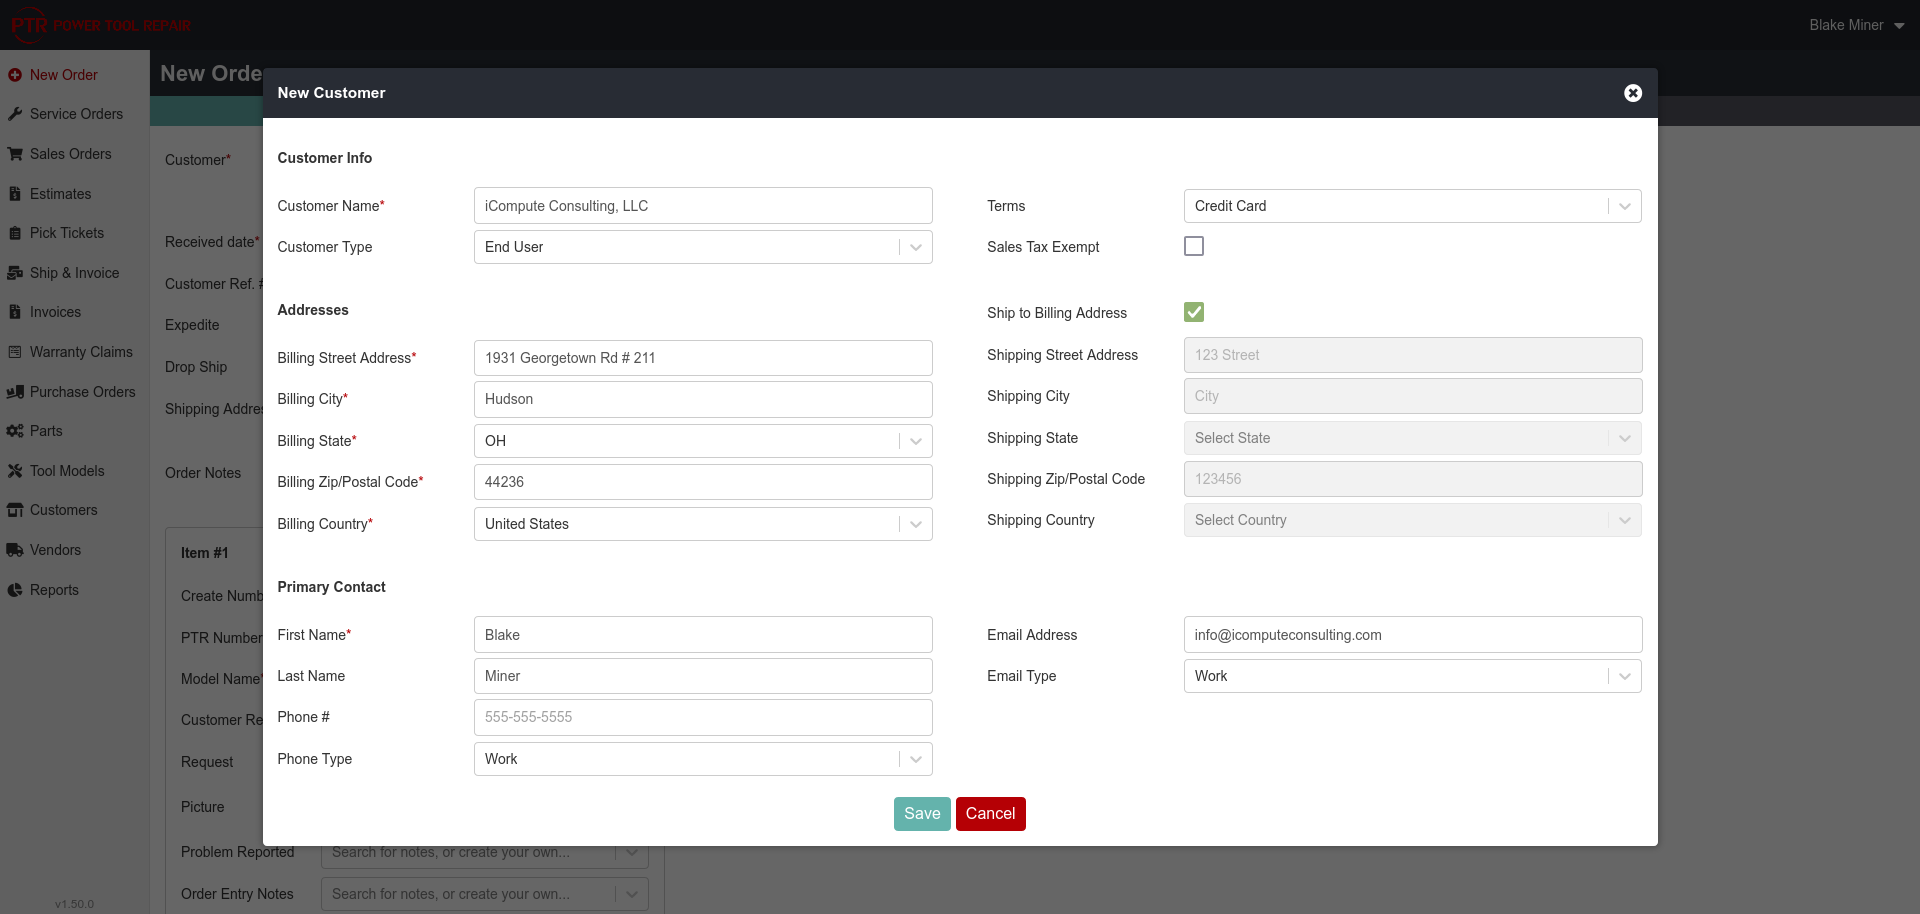 PTR POWER TOOL REPAIR
Blake Miner
New Order
Service Orders
Sales Orders
Estimates
Pick Tickets
Ship & Invoice
Invoices
Warranty Claims
Purchase Orders
Parts
Tool Models
Customers
Vendors
Reports
v1.50.0
New Orde
Customer*
Received date*
Customer Ref. #
Expedite
Drop Ship
Shipping Addres
Order Notes
Item #1
Create Numb
PTR Number
Model Name*
Customer Re
Request
Picture
Problem Reported Search for notes, or create your own...
Order Entry Notes Search for notes, or create your own...
New Customer
Customer Info
Customer Name* iCompute Consulting, LLC
Customer Type End User
Terms Credit Card
Sales Tax Exempt
Addresses
Billing Street Address* 1931 Georgetown Rd # 211
Billing City* Hudson
Billing State* OH
Billing Zip/Postal Code* 44236
Billing Country* United States
Ship to Billing Address
Shipping Street Address 123 Street
Shipping City City
Shipping State Select State
Shipping Zip/Postal Code 123456
Shipping Country Select Country
Primary Contact
First Name* Blake
Last Name Miner
Phone # 555-555-5555
Phone Type Work
Email Address info@icomputeconsulting.com
Email Type Work
Save Cancel